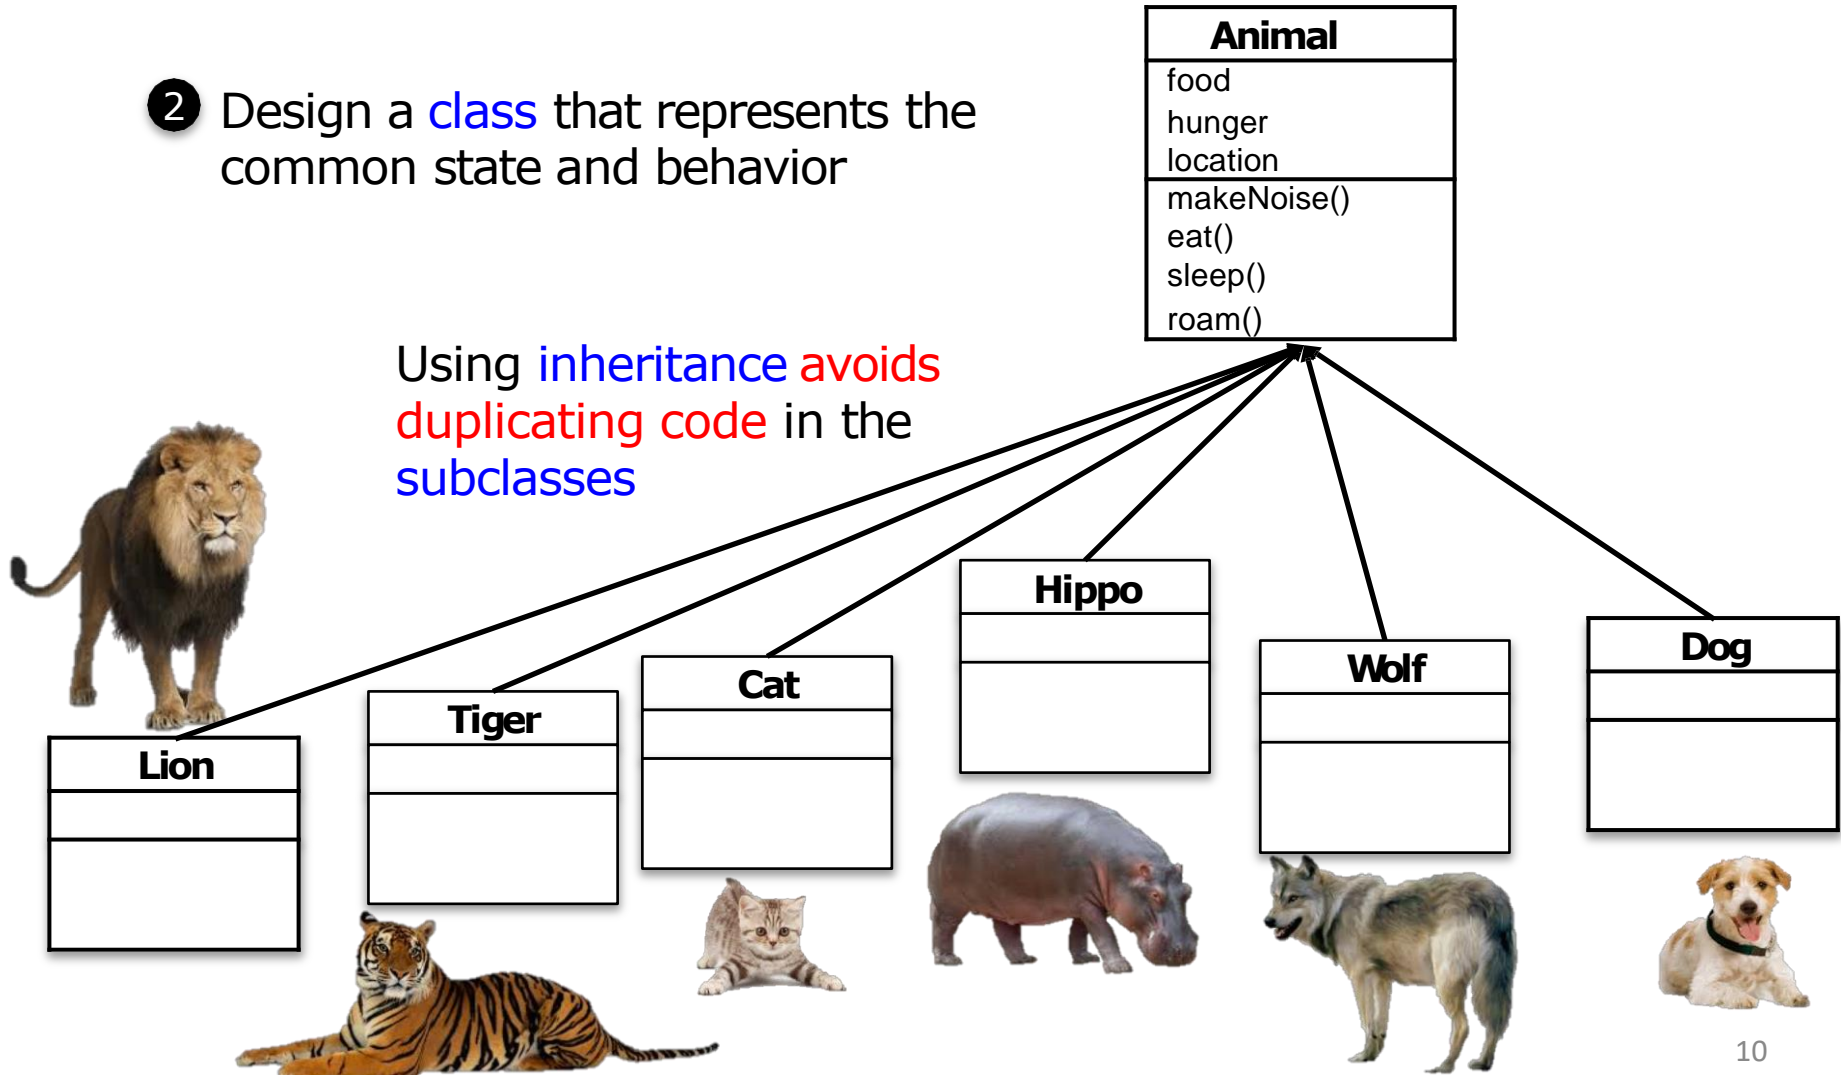 2 Design a class that represents the
common state and behavior
Animal
food
hunger
location
makeNoise()
eat()
sleep()
roam()
Using inheritance avoids
duplicating code in the
subclasses
Lion
Tiger
Cat
Hippo
Wolf
Dog
10